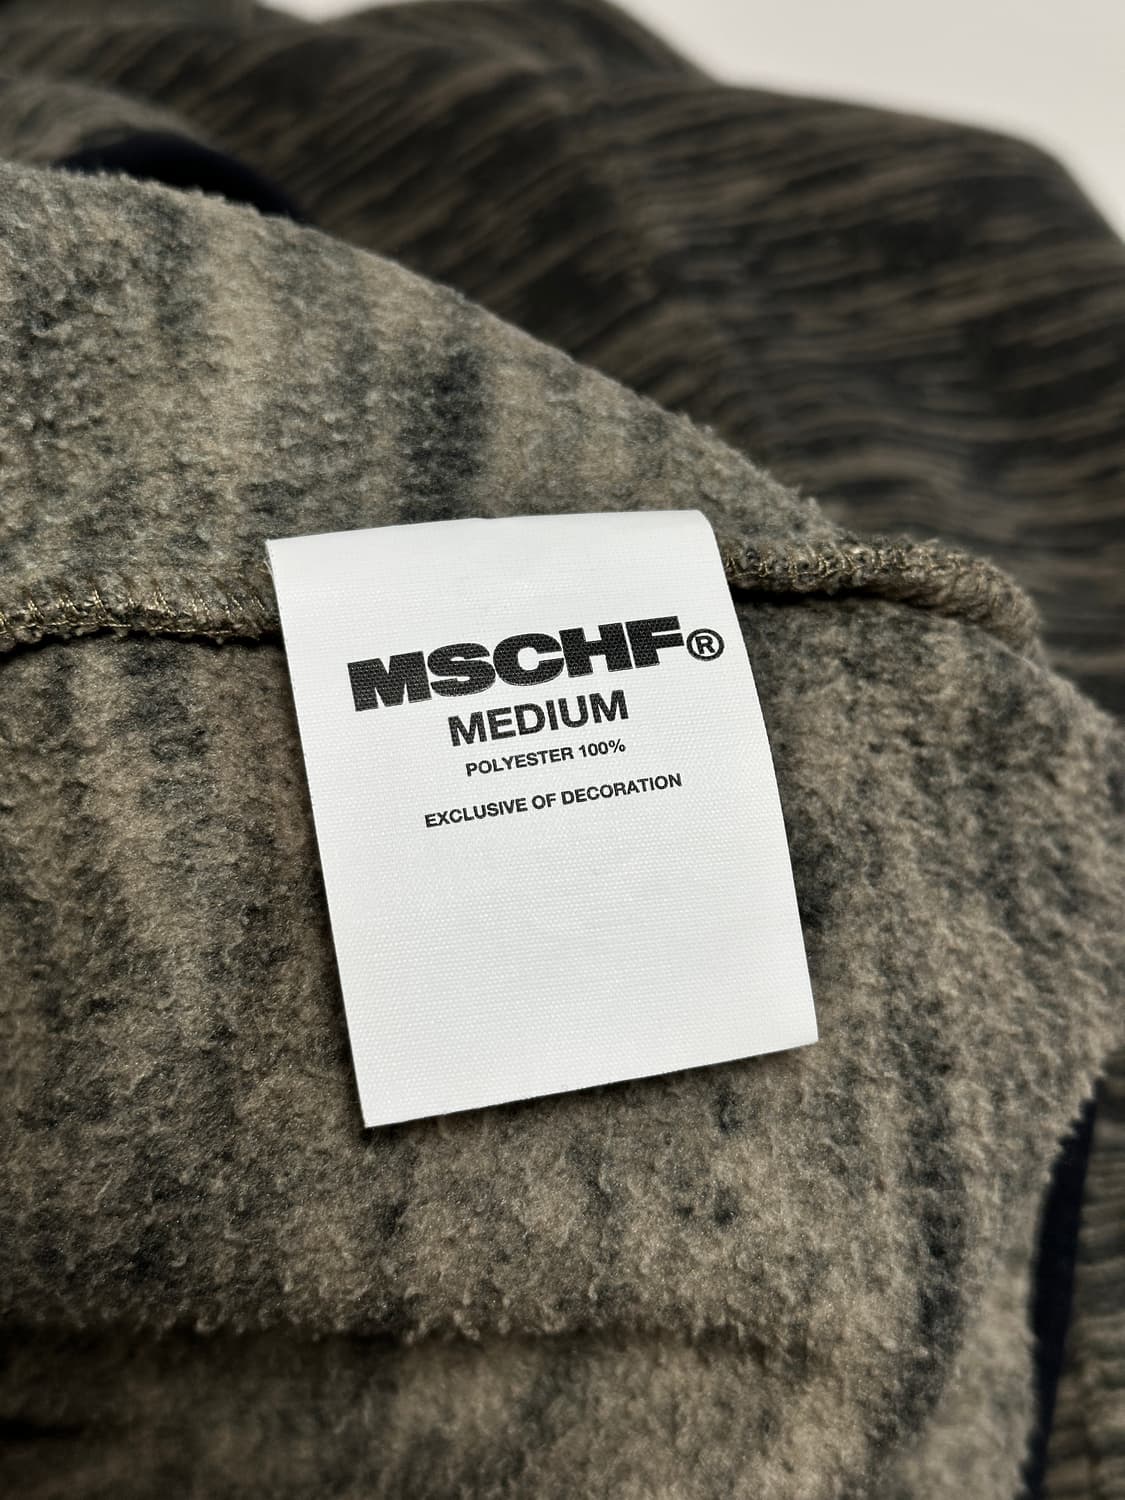 MSCHF®
MEDIUM
POLYESTER 100%
EXCLUSIVE OF DECORATION